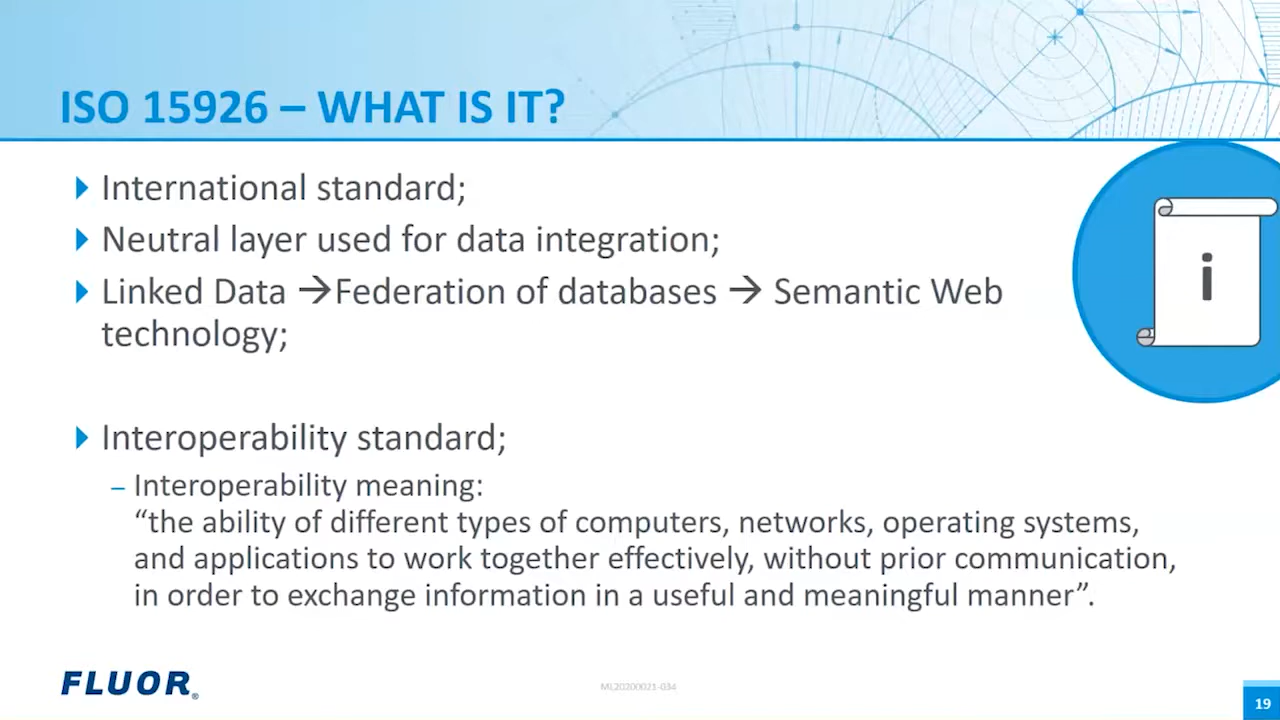 ISO 15926 – WHAT IS IT?
International standard;
Neutral layer used for data integration;
Linked Data →Federation of databases → Semantic Web
technology;
i
Interoperability standard;
– Interoperability meaning:
“the ability of different types of computers, networks, operating systems,
and applications to work together effectively, without prior communication,
in order to exchange information in a useful and meaningful manner”.
FLUOR®
ML20200021-034
19